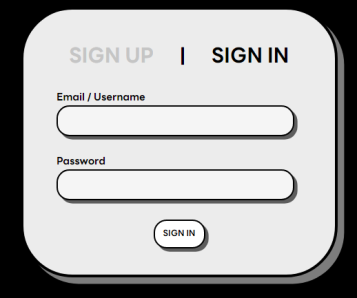 SIGN UP | SIGN IN
Email / Username
Password
SIGN IN